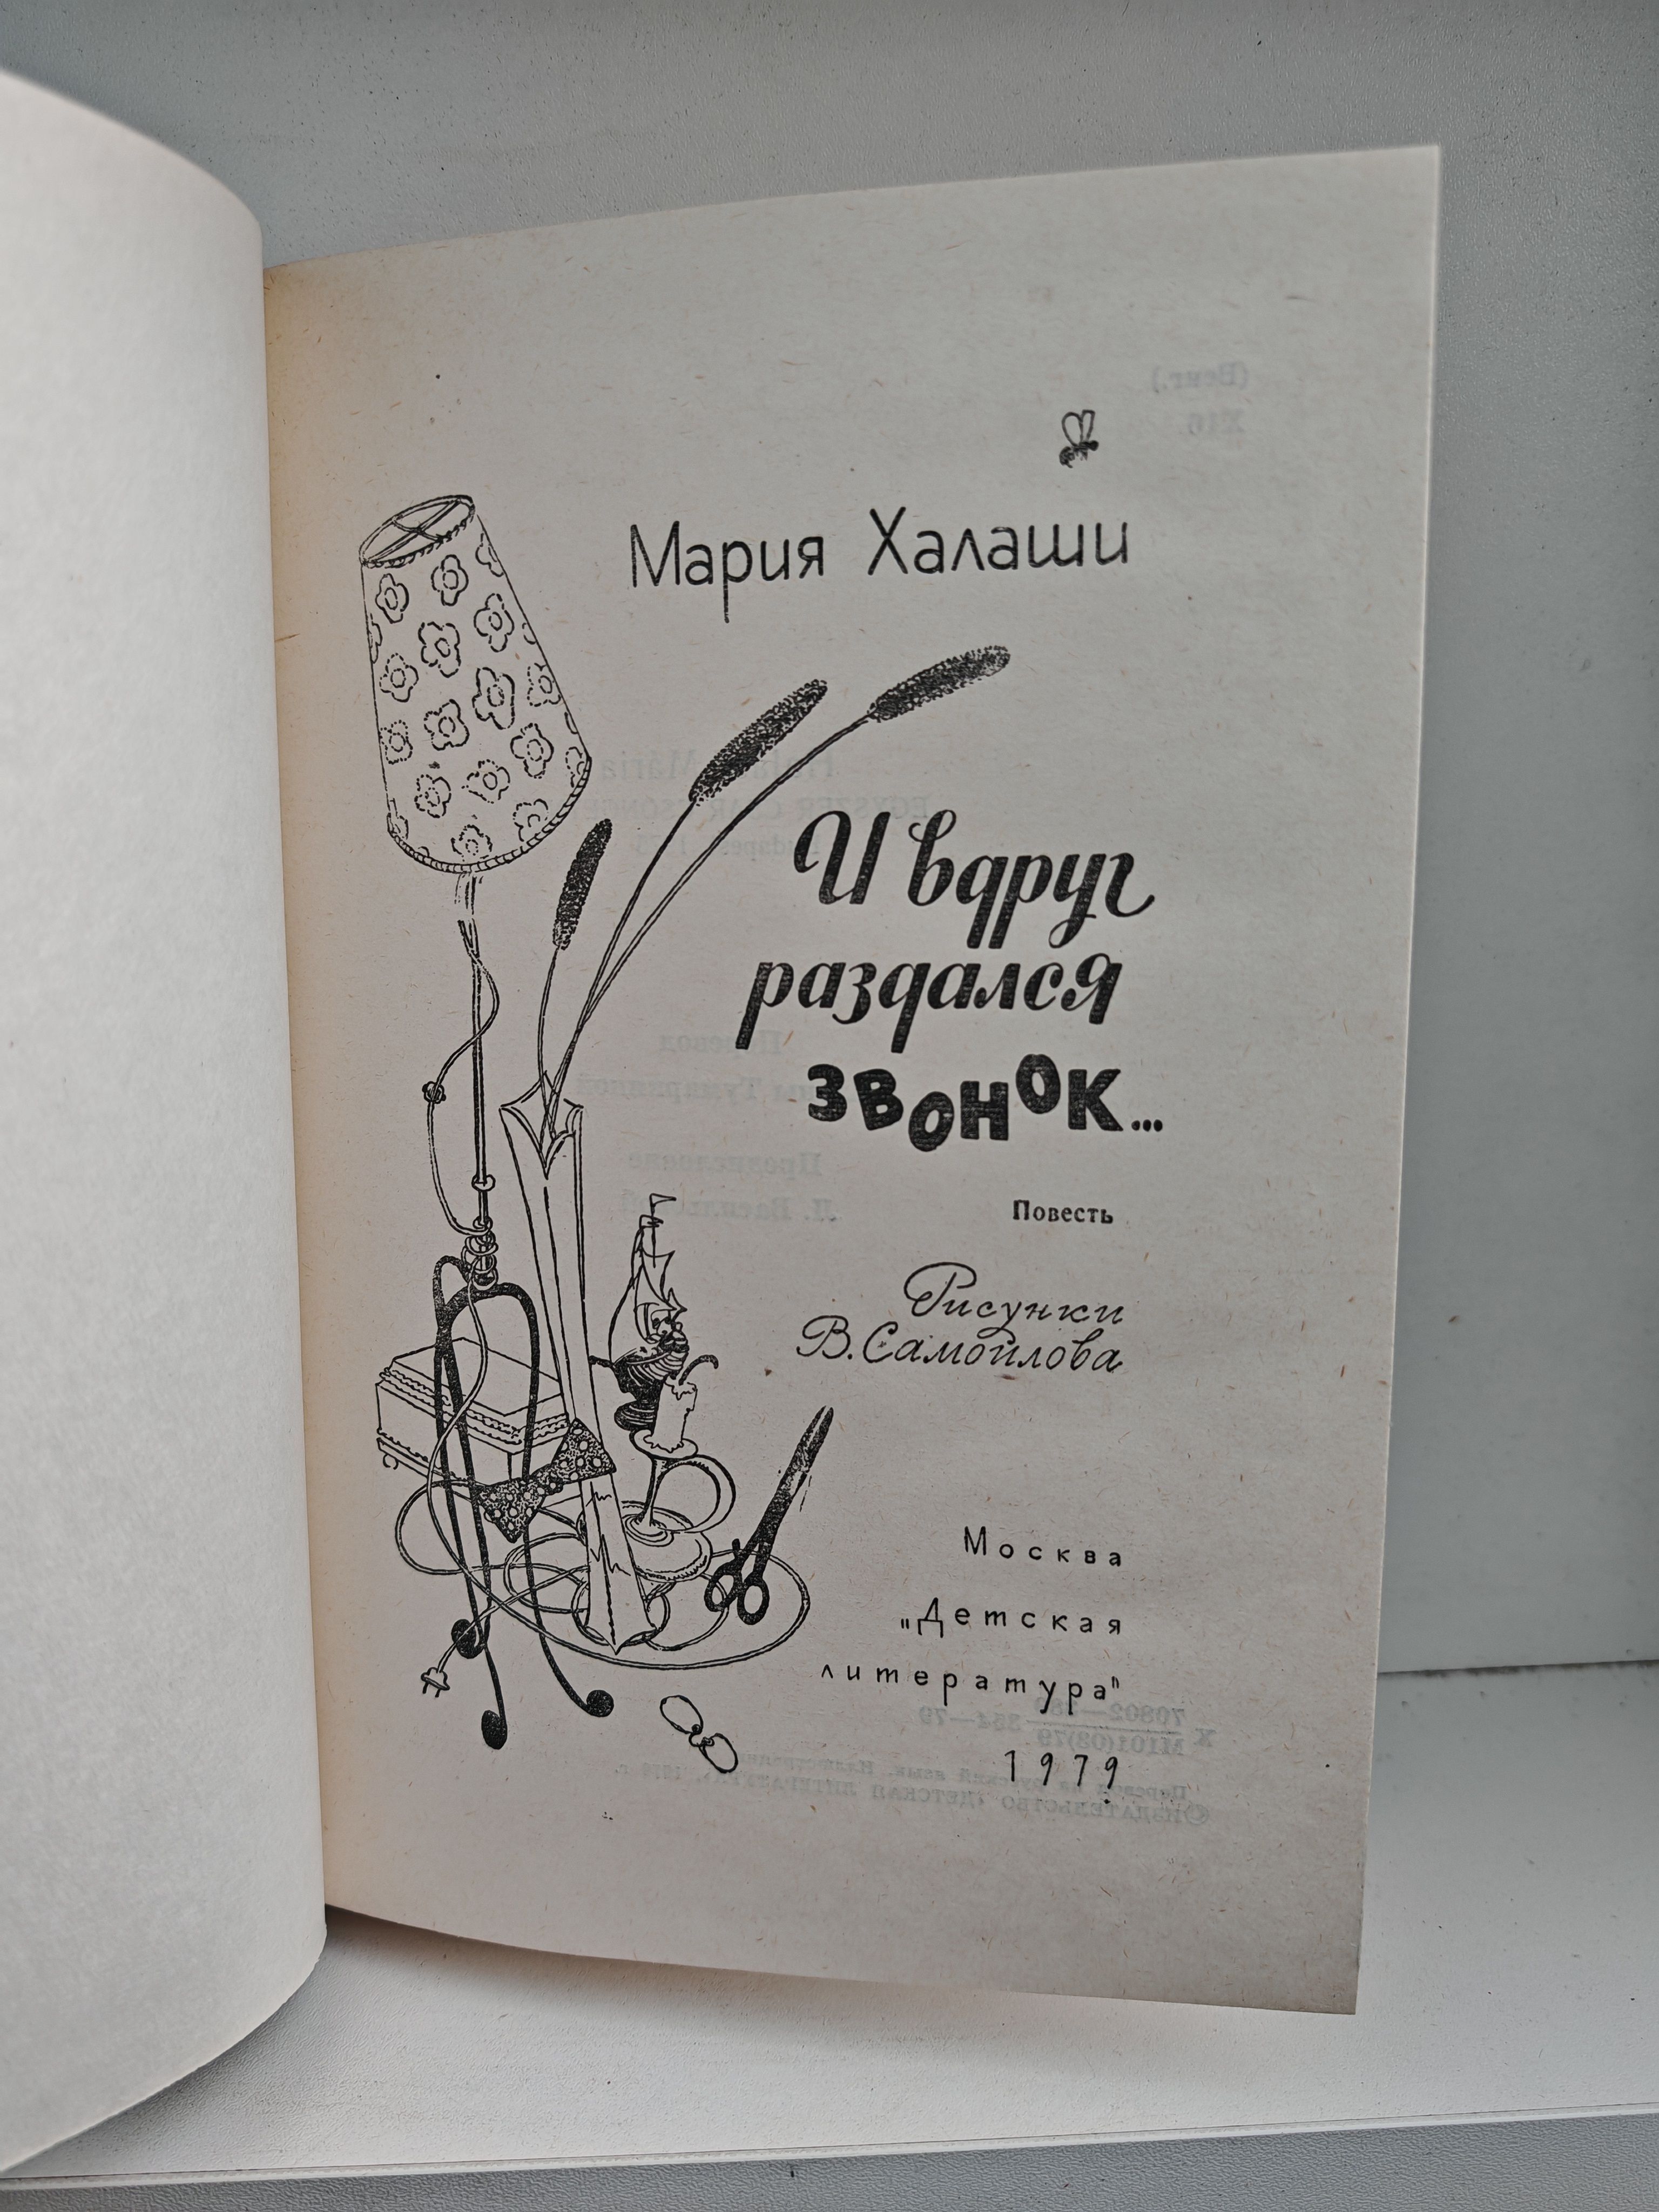 Мария Халаши
И вдруг
раздался
звонок...
Повесть
Рисунки
В. Самойлова
Москва
"Детская
литература"
1979